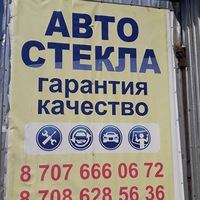 АВТО
СТЕКЛА
гарантия
качество
8 707 666 06 72
8 708 628 56 36